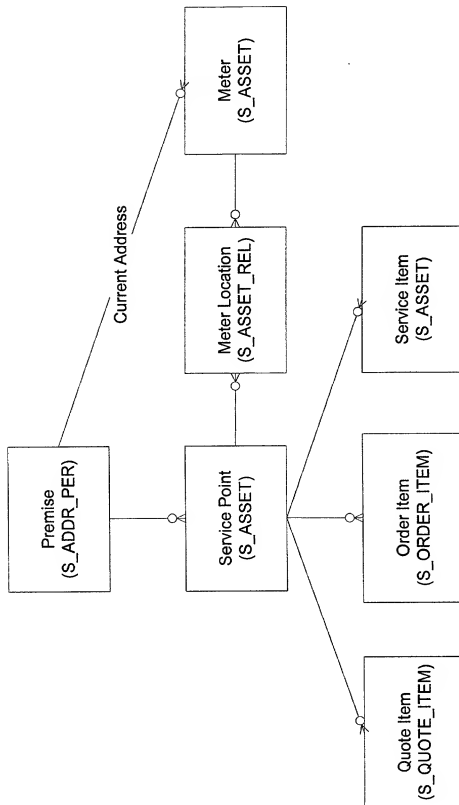 Current Address
Meter
(S_ASSET)
Meter Location
(S_ASSET_REL)
Premise
(S_ADDR_PER)
Service Point
(S_ASSET)
Service Item
(S_ASSET)
Order Item
(S_ORDER_ITEM)
Quote Item
(S_QUOTE_ITEM)